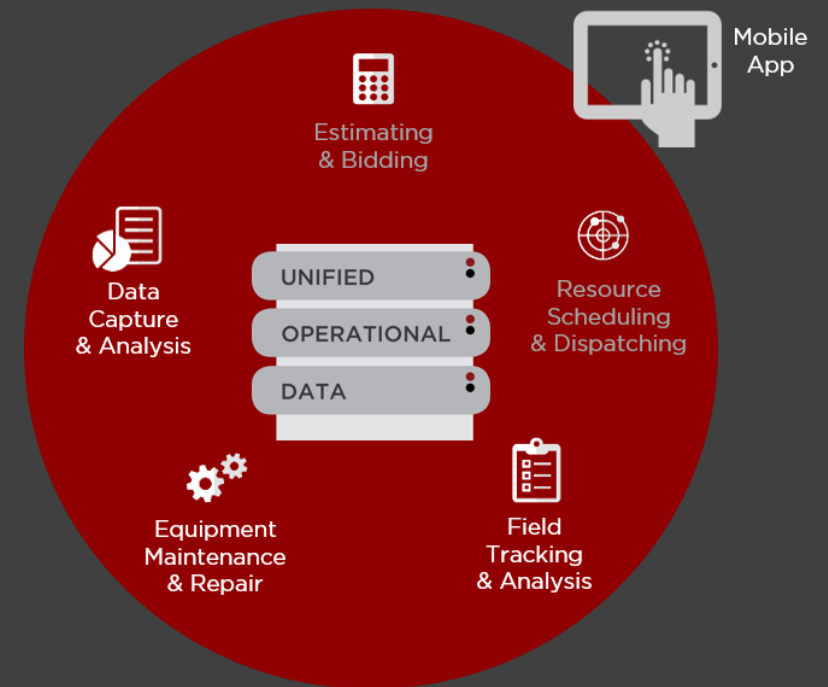 Mobile
App
Estimating
& Bidding
Data
Capture
& Analysis
UNIFIED
OPERATIONAL
DATA
Resource
Scheduling
& Dispatching
Equipment
Maintenance
& Repair
Field
Tracking
& Analysis